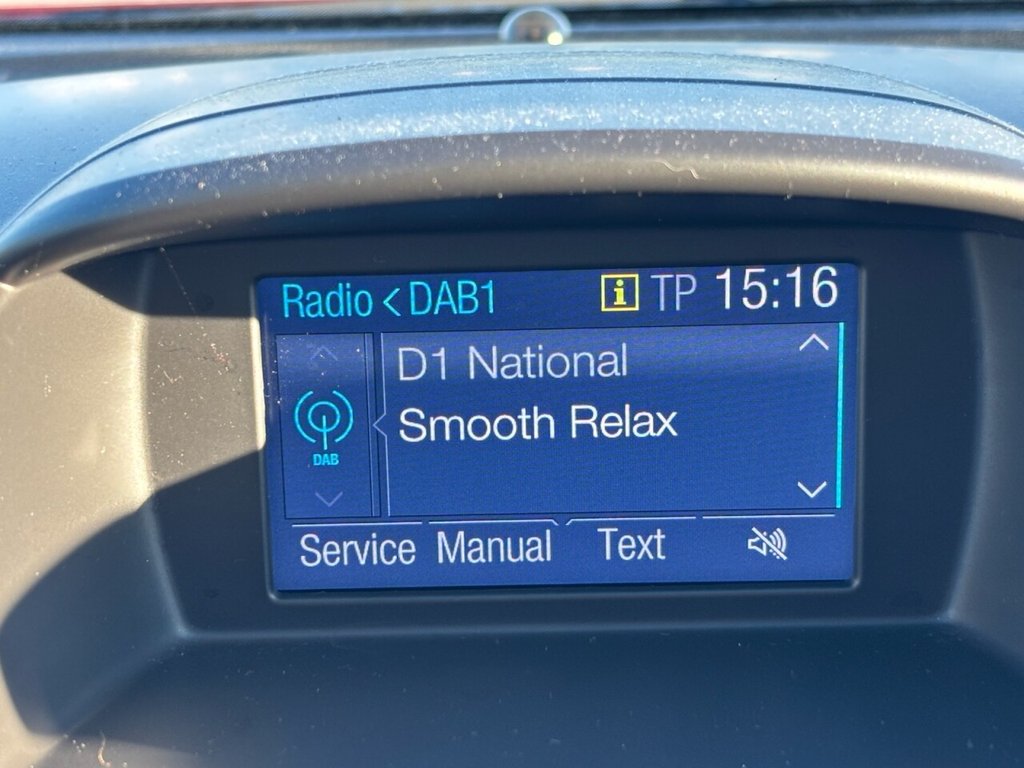 Radio < DAB1 i TP 15:16
D1 National
Smooth Relax
DAB
Service Manual Text